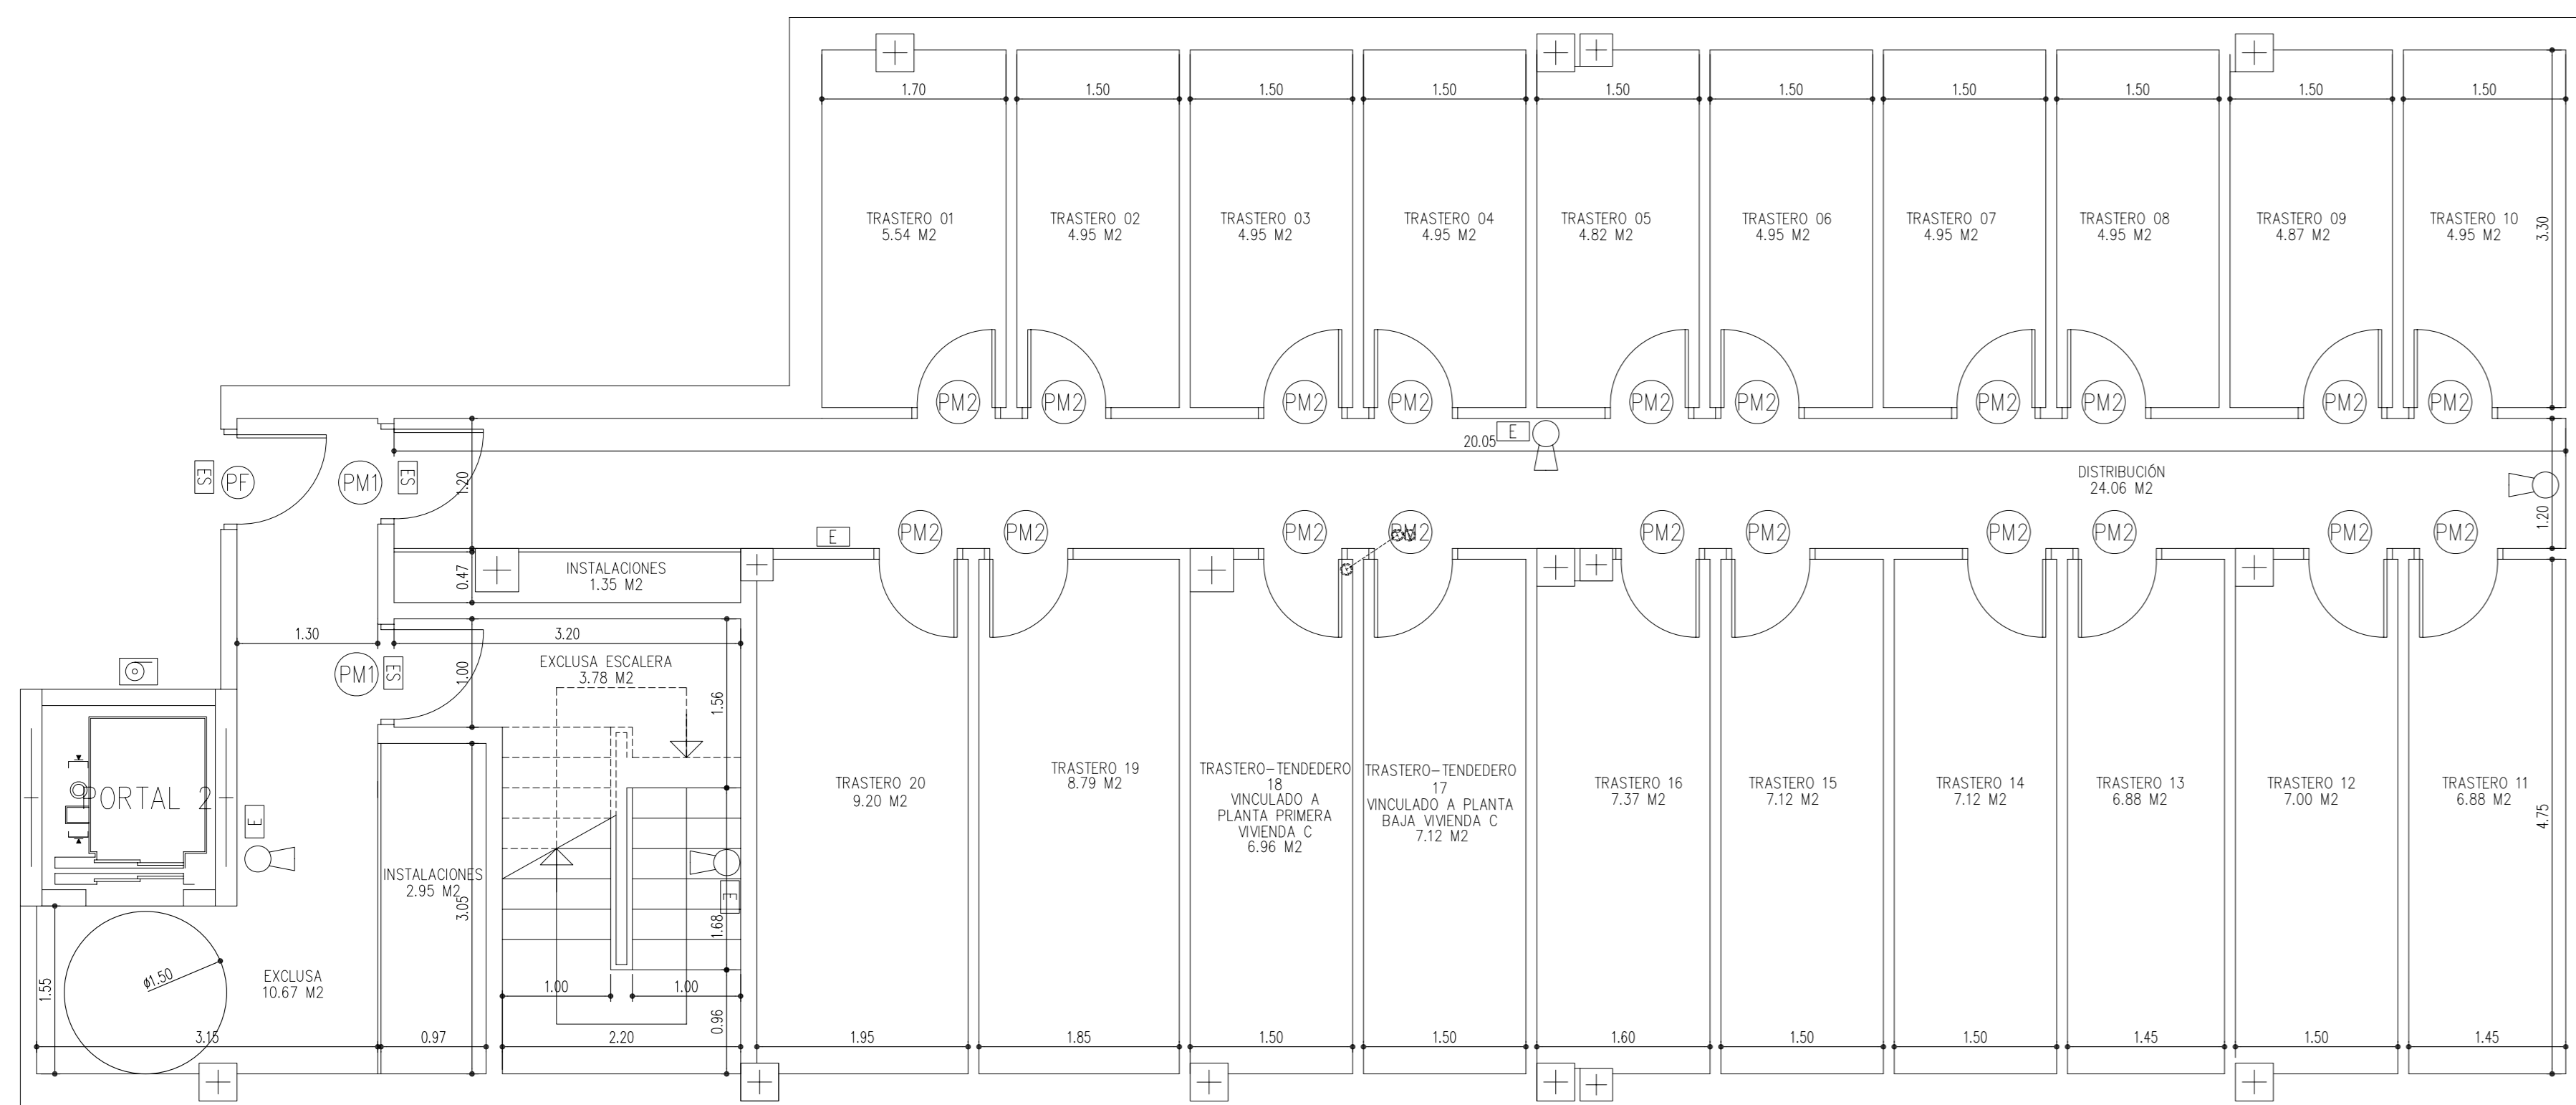 1.70
1.50
1.50
1.50
1.50
1.50
1.50
1.50
1.50
1.50
TRASTERO 01
5.54 M2
TRASTERO 02
4.95 M2
TRASTERO 03
4.95 M2
TRASTERO 04
4.95 M2
TRASTERO 05
4.82 M2
TRASTERO 06
4.95 M2
TRASTERO 07
4.95 M2
TRASTERO 08
4.95 M2
TRASTERO 09
4.87 M2
TRASTERO 10
4.95 M2
3.30
PM2
PM2
PM2
PM2
PM2
PM2
PM2
PM2
PM2
PM2
E
20.05
ES
PF
PM1
ES
1.20
DISTRIBUCIÓN
24.06 M2
1.20
E
PM2
PM2
PM2
PM2
PM2
PM2
PM2
PM2
PM2
PM2
0.47
INSTALACIONES
1.35 M2
1.30
3.20
PM1
ES
1.00
EXCLUSA ESCALERA
3.78 M2
1.56
PORTAL 2
E
INSTALACIONES
2.95 M2
3.05
E
1.68
TRASTERO 20
9.20 M2
TRASTERO 19
8.79 M2
TRASTERO-TENDEDERO
18
VINCULADO A
PLANTA PRIMERA
VIVIENDA C
6.96 M2
TRASTERO-TENDEDERO
17
VINCULADO A PLANTA
BAJA VIVIENDA C
7.12 M2
TRASTERO 16
7.37 M2
TRASTERO 15
7.12 M2
TRASTERO 14
7.12 M2
TRASTERO 13
6.88 M2
TRASTERO 12
7.00 M2
TRASTERO 11
6.88 M2
4.75
1.55
ø1.50
EXCLUSA
10.67 M2
1.00
1.00
0.96
3.15
0.97
2.20
1.95
1.85
1.50
1.50
1.60
1.50
1.50
1.45
1.50
1.45